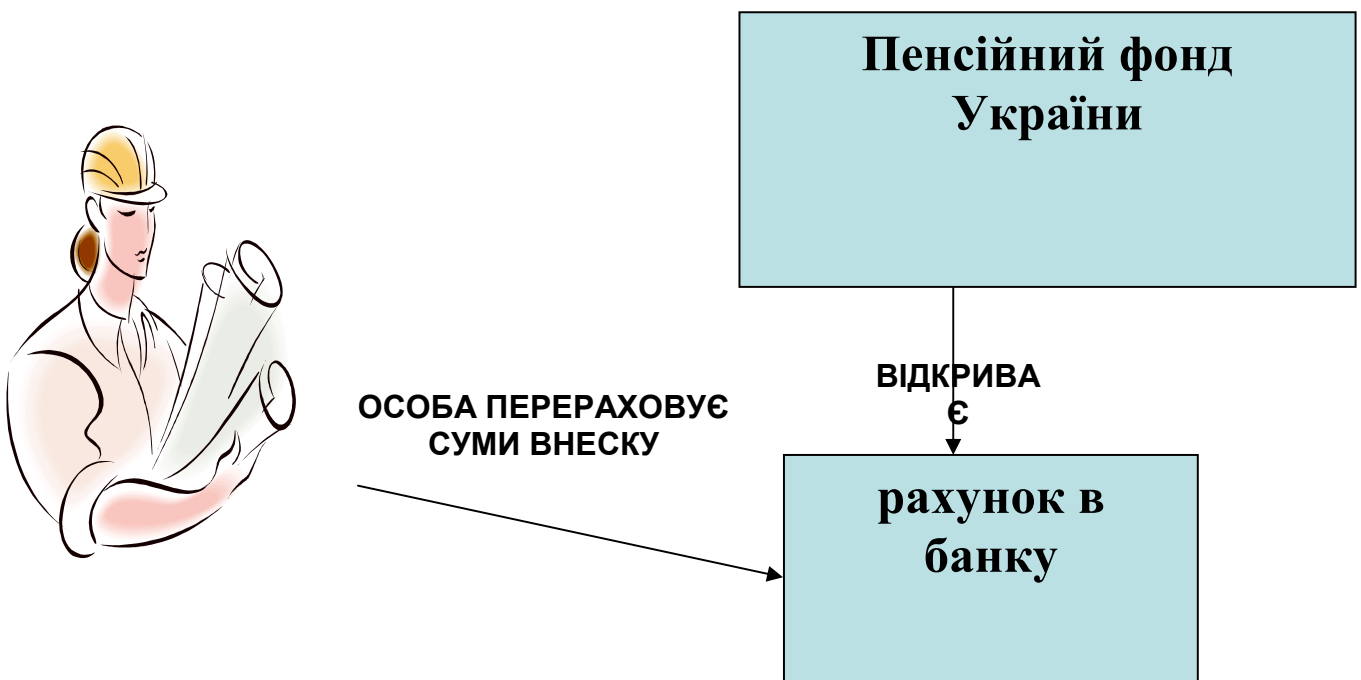 Пенсійний фонд
України
ВІДКРИВА
Є
ОСОБА ПЕРЕРАХОВУЄ
СУМИ ВНЕСКУ
рахунок в
банку